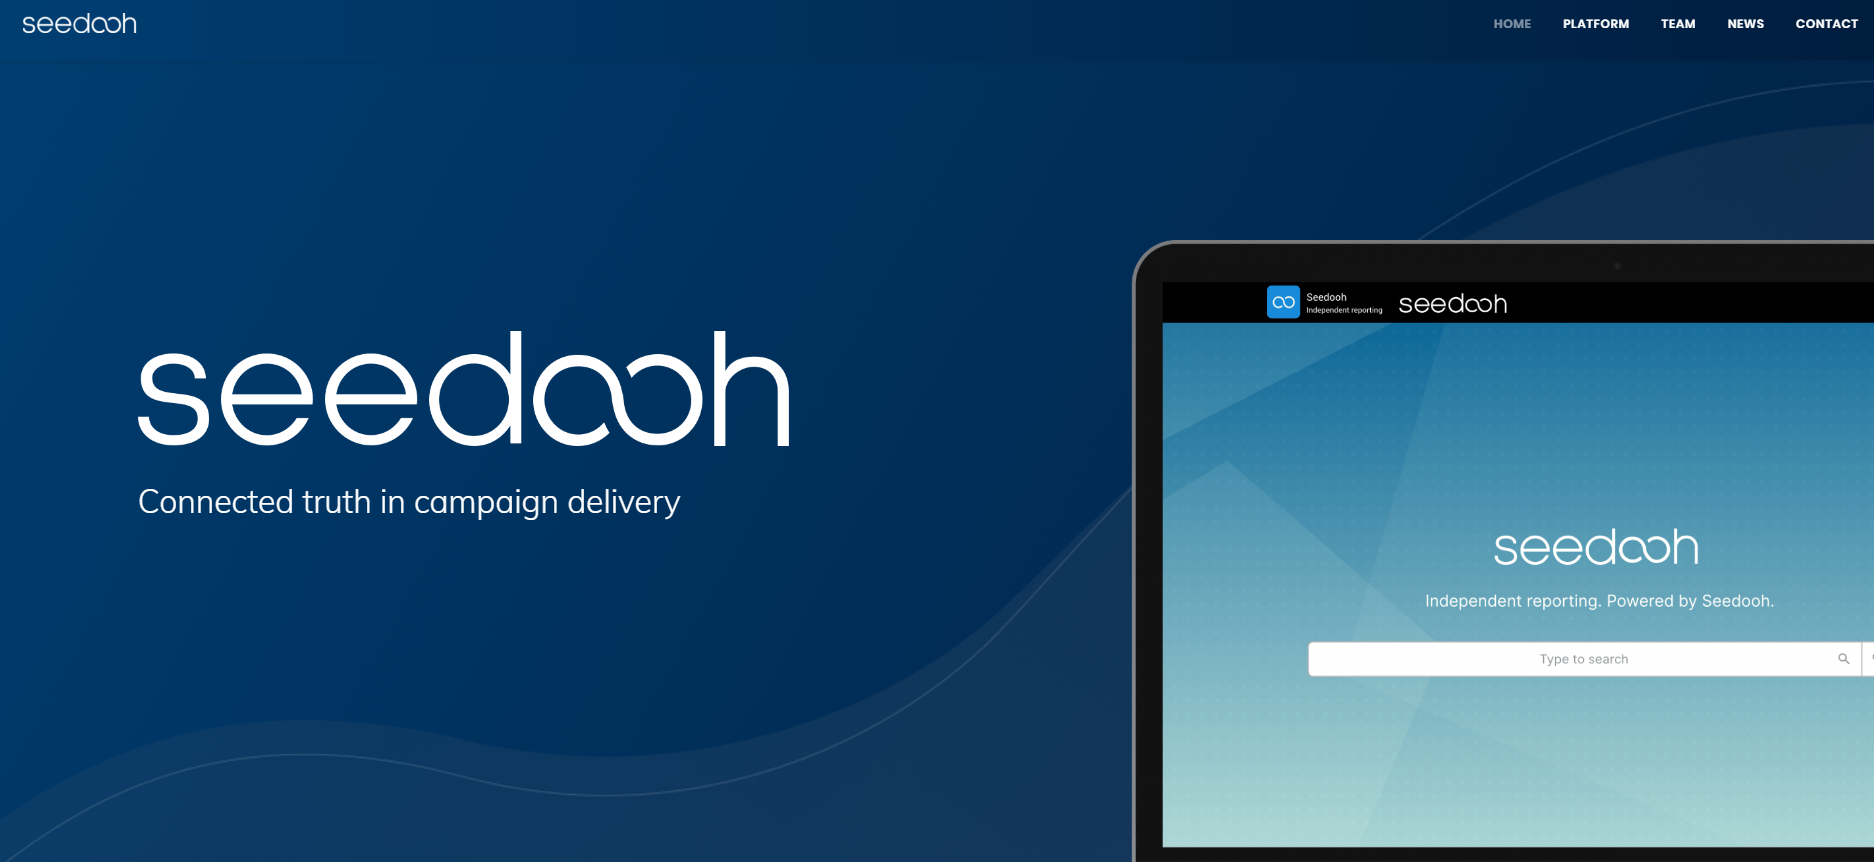 seedooh
HOME PLATFORM TEAM NEWS CONTACT
seedooh
Connected truth in campaign delivery
Seedooh
Independent reporting
seedooh
seedooh
Independent reporting. Powered by Seedooh.
Type to search